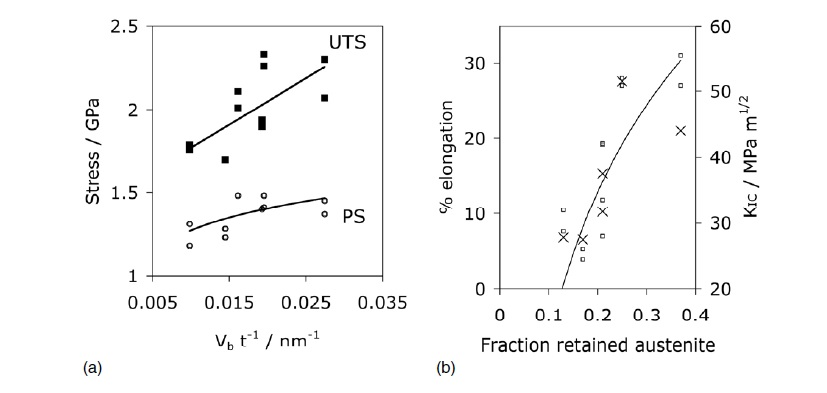 2.5
2
1.5
1
Stress / GPa
UTS
PS
0.005 0.015 0.025 0.035
V_b t^-1 / nm^-1
(a)
30
20
10
0
% elongation
60
50
40
30
20
K_IC / MPa m^1/2
0 0.1 0.2 0.3 0.4
Fraction retained austenite
(b)